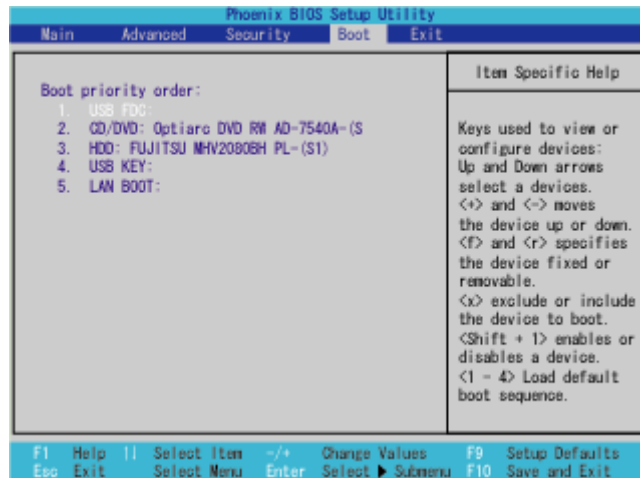 Phoenix BIOS Setup Utility
Main Advanced Security Boot Exit
Boot priority order:
1. USB FDC:
2. CD/DVD: Optiarc DVD RW AD-7540A-(S
3. HDD: FUJITSU MHV2080BH PL-(S1)
4. USB KEY:
5. LAN BOOT:
Item Specific Help
Keys used to view or
configure devices:
Up and Down arrows
select a devices.
<+> and <-> moves
the device up or down.
<f> and <r> specifies
the device fixed or
removable.
<x> exclude or include
the device to boot.
<Shift + 1> enables or
disables a device.
<1 - 4> Load default
boot sequence.
F1 Help ↑↓ Select Item -/+ Change Values F9 Setup Defaults
Esc Exit Select Menu Enter Select ▶ Submenu F10 Save and Exit